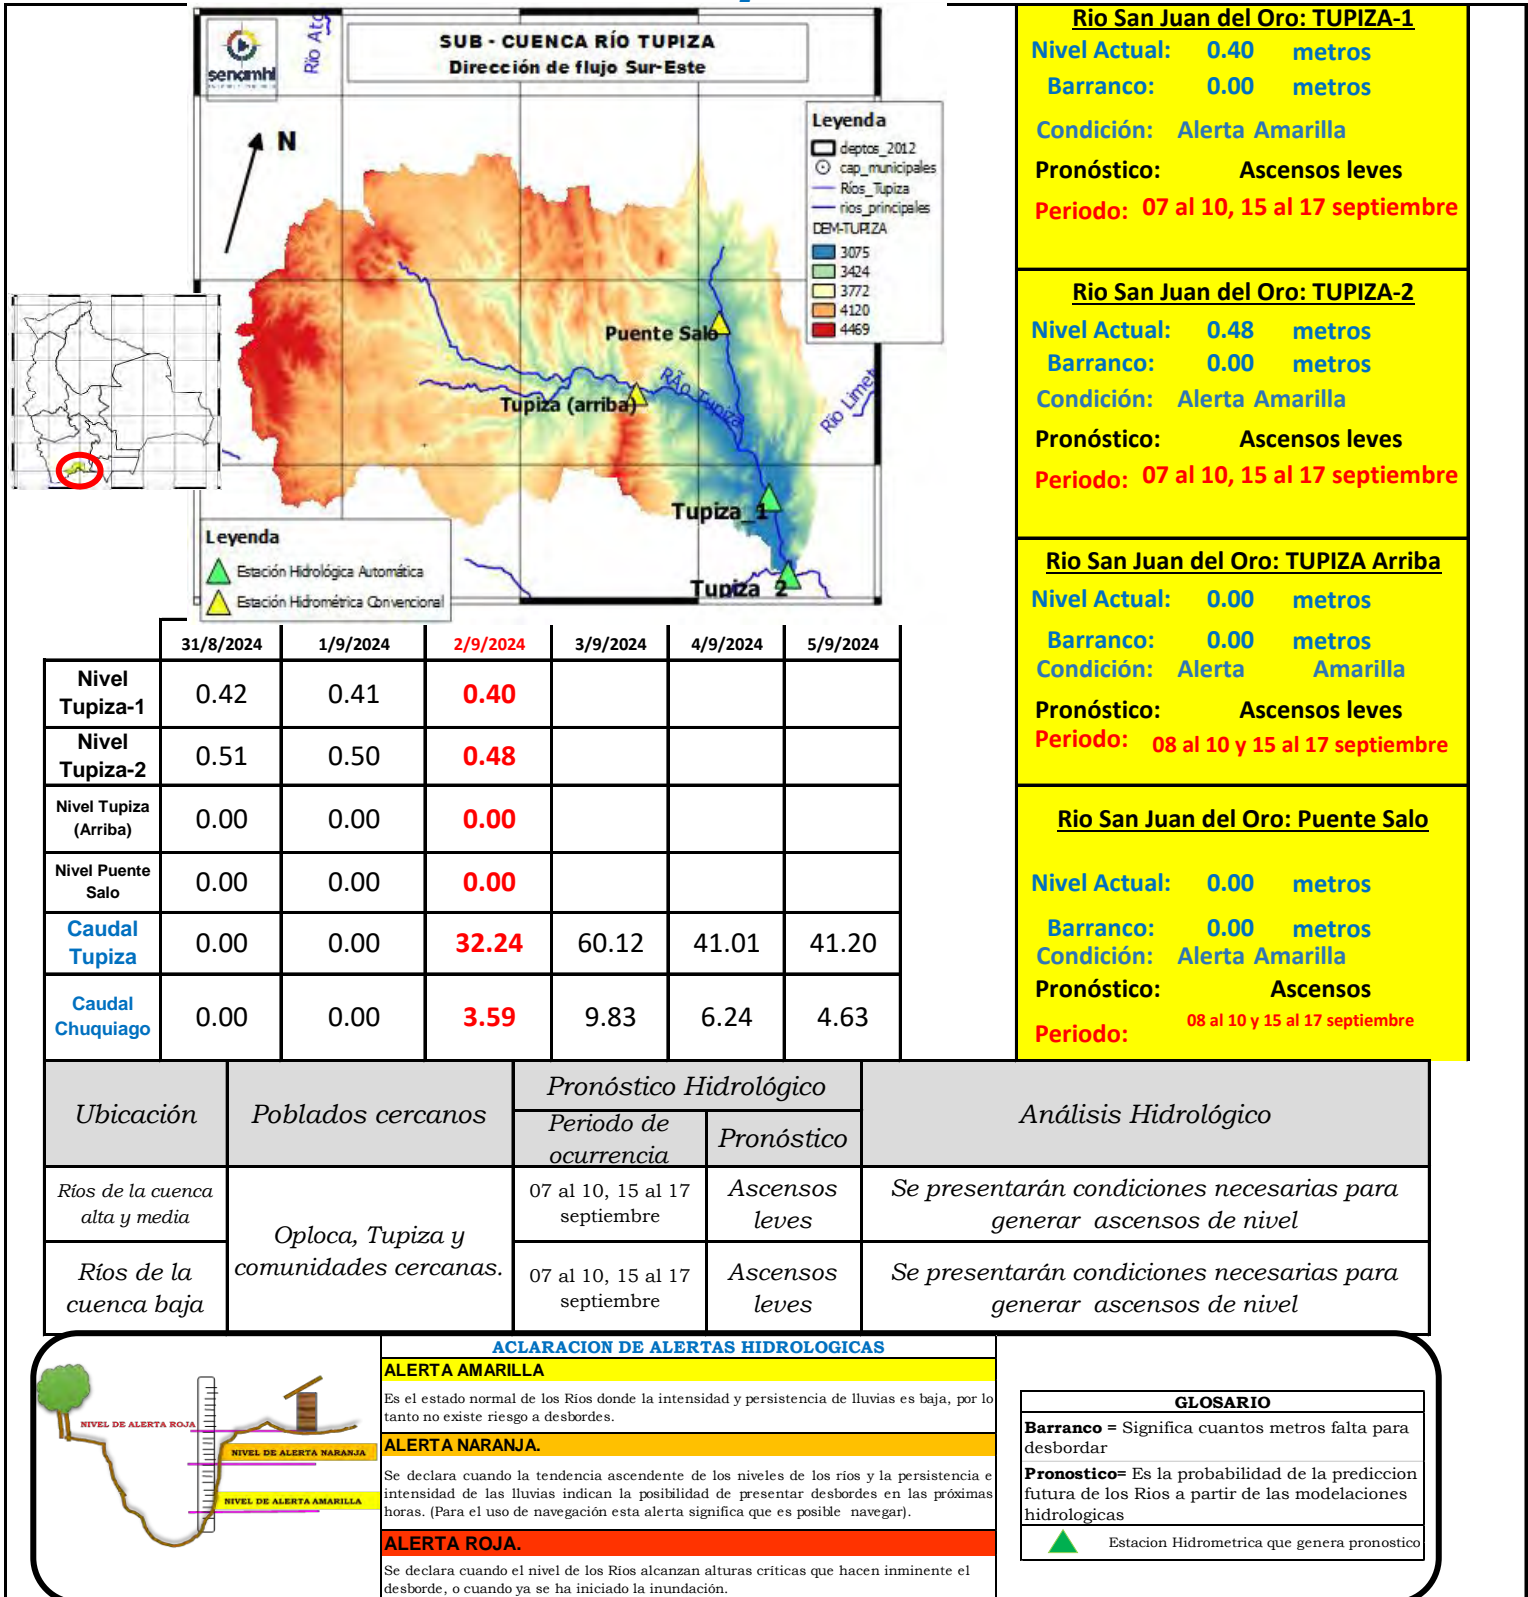 senamhi
Río Ato
SUB - CUENCA RÍO TUPIZA
Dirección de flujo Sur-Este
N
Leyenda
deptos_2012
cap_municipales
Ríos_Tupiza
rios_principales
DEM-TUPIZA
3075
3424
3772
4120
4469
Puente Salo
Tupiza (arriba)
RÃo Tupiza
Rio Limet
Tupiza_1
Tupiza_2
Leyenda
Estación Hidrológica Automática
Estación Hidrométrica Convencional
Rio San Juan del Oro: TUPIZA-1
Nivel Actual: 0.40 metros
Barranco: 0.00 metros
Condición: Alerta Amarilla
Pronóstico: Ascensos leves
Periodo: 07 al 10, 15 al 17 septiembre
Rio San Juan del Oro: TUPIZA-2
Nivel Actual: 0.48 metros
Barranco: 0.00 metros
Condición: Alerta Amarilla
Pronóstico: Ascensos leves
Periodo: 07 al 10, 15 al 17 septiembre
Rio San Juan del Oro: TUPIZA Arriba
Nivel Actual: 0.00 metros
Barranco: 0.00 metros
Condición: Alerta Amarilla
Pronóstico: Ascensos leves
Periodo: 08 al 10 y 15 al 17 septiembre
Rio San Juan del Oro: Puente Salo
Nivel Actual: 0.00 metros
Barranco: 0.00 metros
Condición: Alerta Amarilla
Pronóstico: Ascensos
Periodo: 08 al 10 y 15 al 17 septiembre
31/8/2024 1/9/2024 2/9/2024 3/9/2024 4/9/2024 5/9/2024
Nivel
Tupiza-1 0.42 0.41 0.40
Nivel
Tupiza-2 0.51 0.50 0.48
Nivel Tupiza
(Arriba) 0.00 0.00 0.00
Nivel Puente
Salo 0.00 0.00 0.00
Caudal
Tupiza 0.00 0.00 32.24 60.12 41.01 41.20
Caudal
Chuquiago 0.00 0.00 3.59 9.83 6.24 4.63
Ubicación Poblados cercanos Pronóstico Hidrológico Análisis Hidrológico
Periodo de
ocurrencia
Pronóstico
Ríos de la cuenca
alta y media
Oploca, Tupiza y
comunidades cercanas.
07 al 10, 15 al 17
septiembre
Ascensos
leves
Se presentarán condiciones necesarias para
generar ascensos de nivel
Ríos de la
cuenca baja
07 al 10, 15 al 17
septiembre
Ascensos
leves
Se presentarán condiciones necesarias para
generar ascensos de nivel
NIVEL DE ALERTA ROJA
NIVEL DE ALERTA NARANJA
NIVEL DE ALERTA AMARILLA
ACLARACION DE ALERTAS HIDROLOGICAS
ALERTA AMARILLA
Es el estado normal de los Ríos donde la intensidad y persistencia de lluvias es baja, por lo
tanto no existe riesgo a desbordes.
ALERTA NARANJA.
Se declara cuando la tendencia ascendente de los niveles de los ríos y la persistencia e
intensidad de las lluvias indican la posibilidad de presentar desbordes en las próximas
horas. (Para el uso de navegación esta alerta significa que es posible navegar).
ALERTA ROJA.
Se declara cuando el nivel de los Ríos alcanzan alturas críticas que hacen inminente el
desborde, o cuando ya se ha iniciado la inundación.
GLOSARIO
Barranco = Significa cuantos metros falta para
desbordar
Pronostico= Es la probabilidad de la prediccion
futura de los Rios a partir de las modelaciones
hidrologicas
Estacion Hidrometrica que genera pronostico